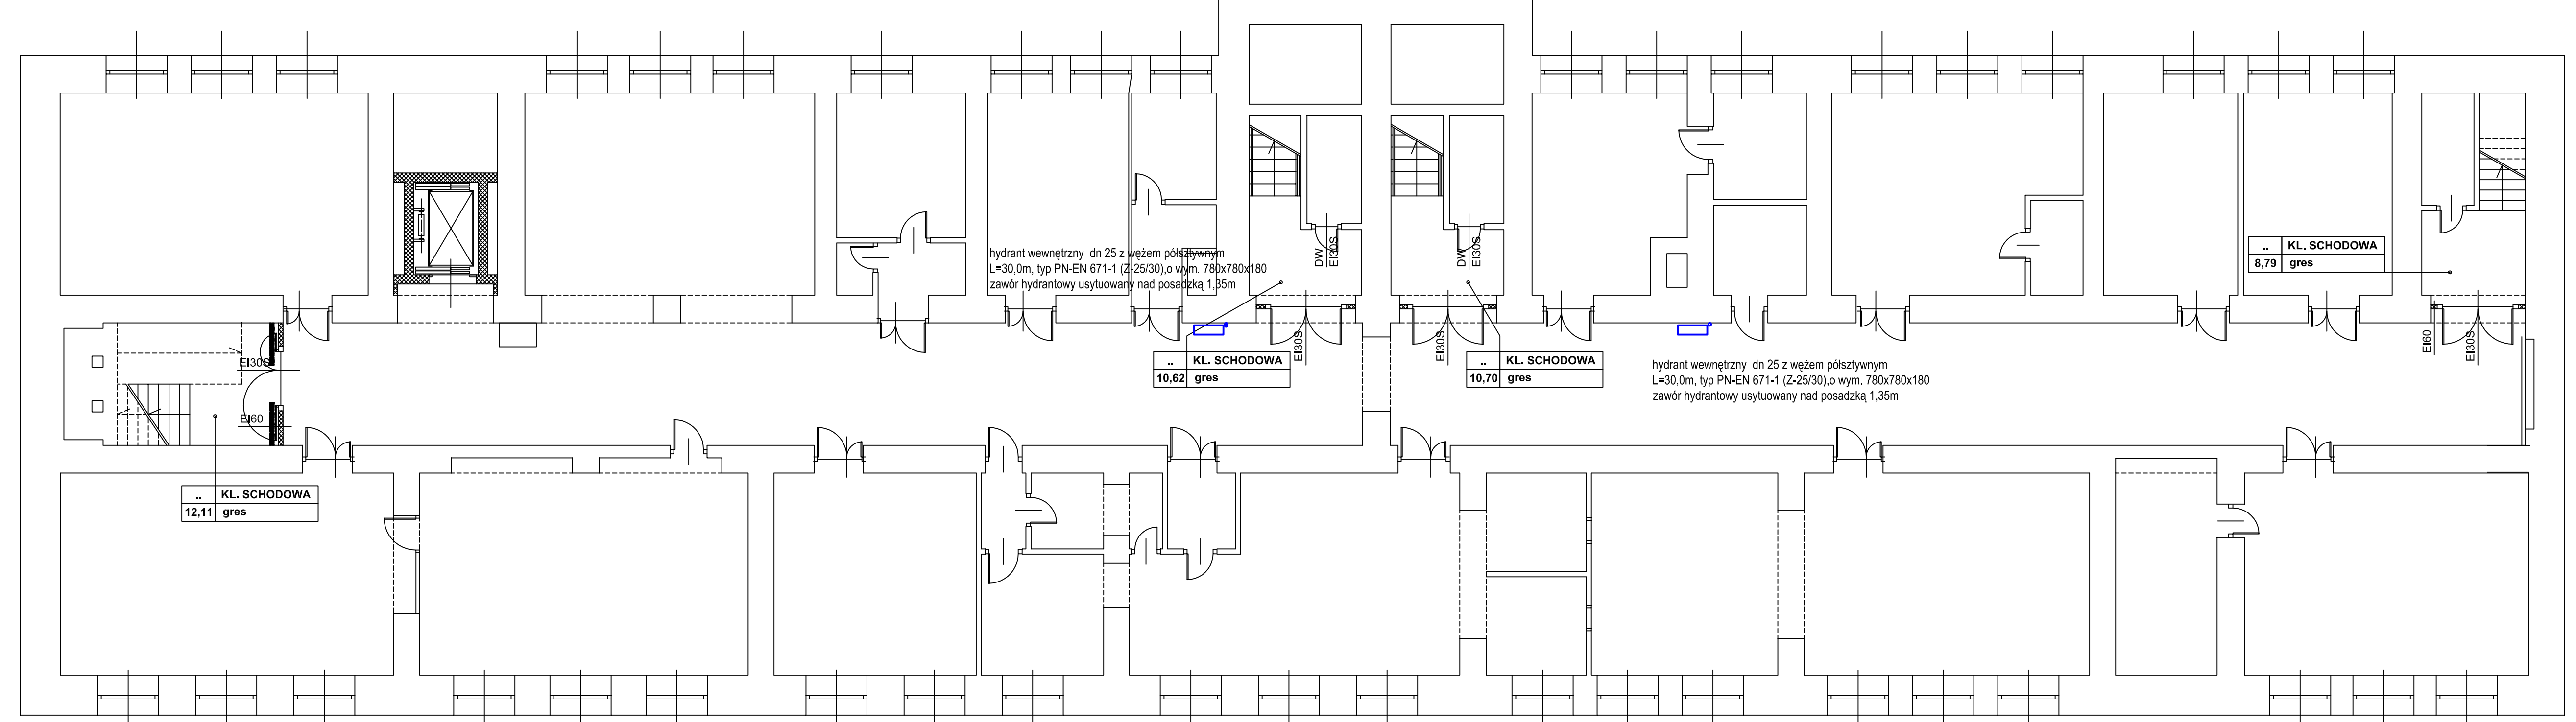 hydrant wewnętrzny dn 25 z wężem półsztywnym
L=30,0m, typ PN-EN 671-1 (Z-25/30),o wym. 780x780x180
zawór hydrantowy usytuowany nad posadzką 1,35m
DW
EI30S
DW
EI30S
.. KL. SCHODOWA
8,79 gres
EI30S
EI60
EI30S
EI30S
EI60
EI30S
.. KL. SCHODOWA
10,62 gres
.. KL. SCHODOWA
10,70 gres
hydrant wewnętrzny dn 25 z wężem półsztywnym
L=30,0m, typ PN-EN 671-1 (Z-25/30),o wym. 780x780x180
zawór hydrantowy usytuowany nad posadzką 1,35m
.. KL. SCHODOWA
12,11 gres